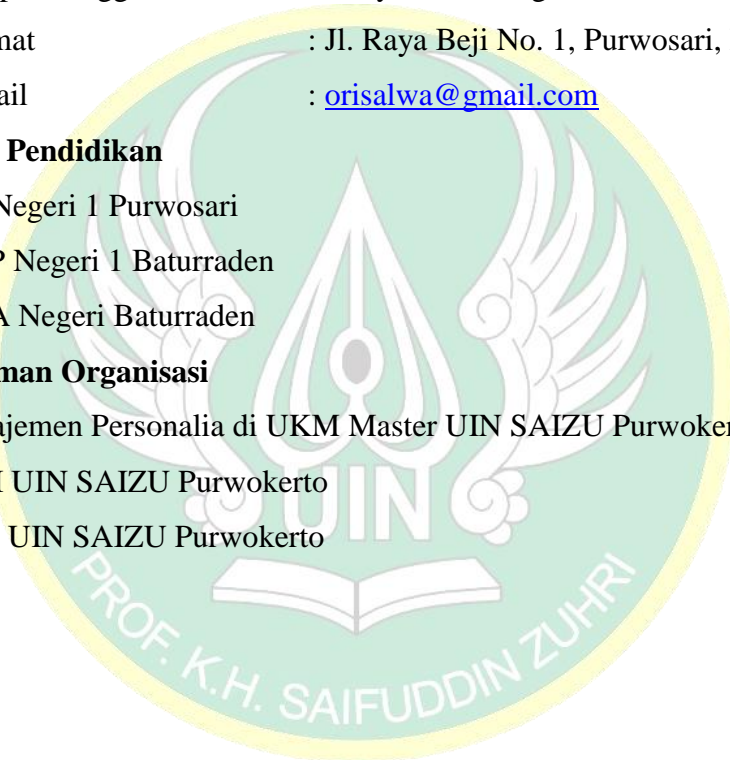 mat : Jl. Raya Beji No. 1, Purwosari,
ail : orisalwa@gmail.com
Pendidikan
Negeri 1 Purwosari
P Negeri 1 Baturraden
A Negeri Baturraden
man Organisasi
ajemen Personalia di UKM Master UIN SAIZU Purwoker
UIN SAIZU Purwokerto
UIN SAIZU Purwokerto
UIN
PROF. K.H. SAIFUDDIN ZUHRI